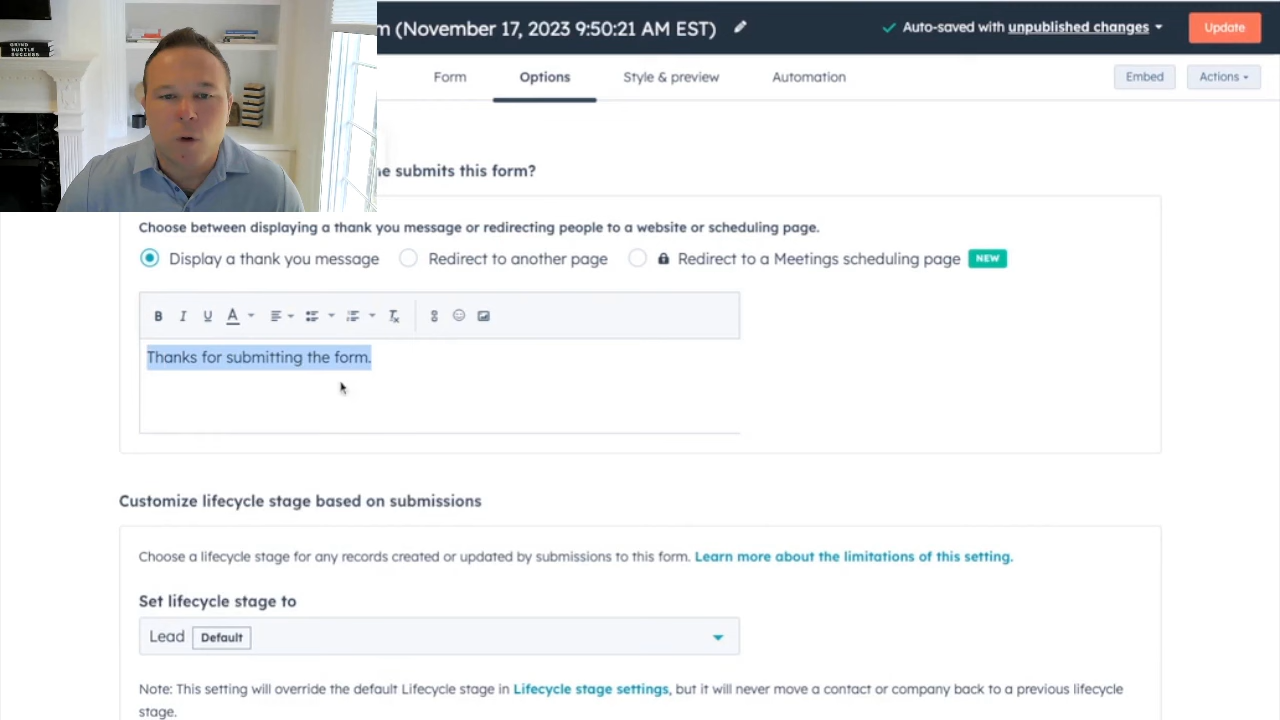 GRIND
HUSTLE
SUCCESS
m (November 17, 2023 9:50:21 AM EST)
Auto-saved with unpublished changes
Update
Form
Options
Style & preview
Automation
Embed
Actions
e submits this form?
Choose between displaying a thank you message or redirecting people to a website or scheduling page.
Display a thank you message
Redirect to another page
Redirect to a Meetings scheduling page
NEW
B I U A
Thanks for submitting the form.
Customize lifecycle stage based on submissions
Choose a lifecycle stage for any records created or updated by submissions to this form. Learn more about the limitations of this setting.
Set lifecycle stage to
Lead Default
Note: This setting will override the default Lifecycle stage in Lifecycle stage settings, but it will never move a contact or company back to a previous lifecycle
stage.